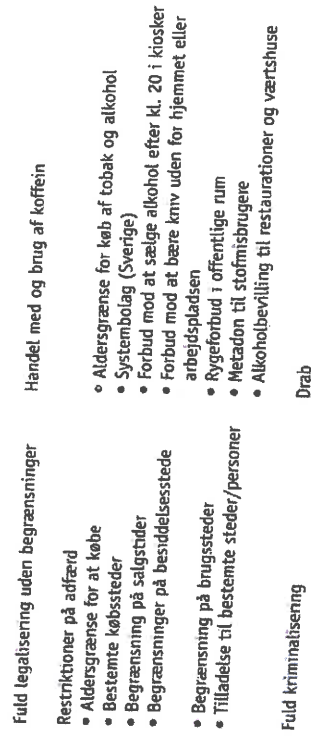 Fuld legalisering uden begrænsninger
Handel med og brug af koffein
Restriktioner på adfærd
• Aldersgrænse for at købe
• Aldersgrænse for køb af tobak og alkohol
• Bestemte købssteder
• Systembolag (Sverige)
• Begrænsning på salgstider
• Forbud mod at sælge alkohol efter kl. 20 i kiosker
• Begrænsninger på besiddelsesstede
• Forbud mod at bære kniv uden for hjemmet eller
arbejdspladsen
• Begrænsning på brugssteder
• Rygeforbud i offentlige rum
• Tilladelse til bestemte steder/personer
• Metadon til stofmisbrugere
• Alkoholbevilling til restaurationer og værtshuse
Fuld kriminalisering
Drab